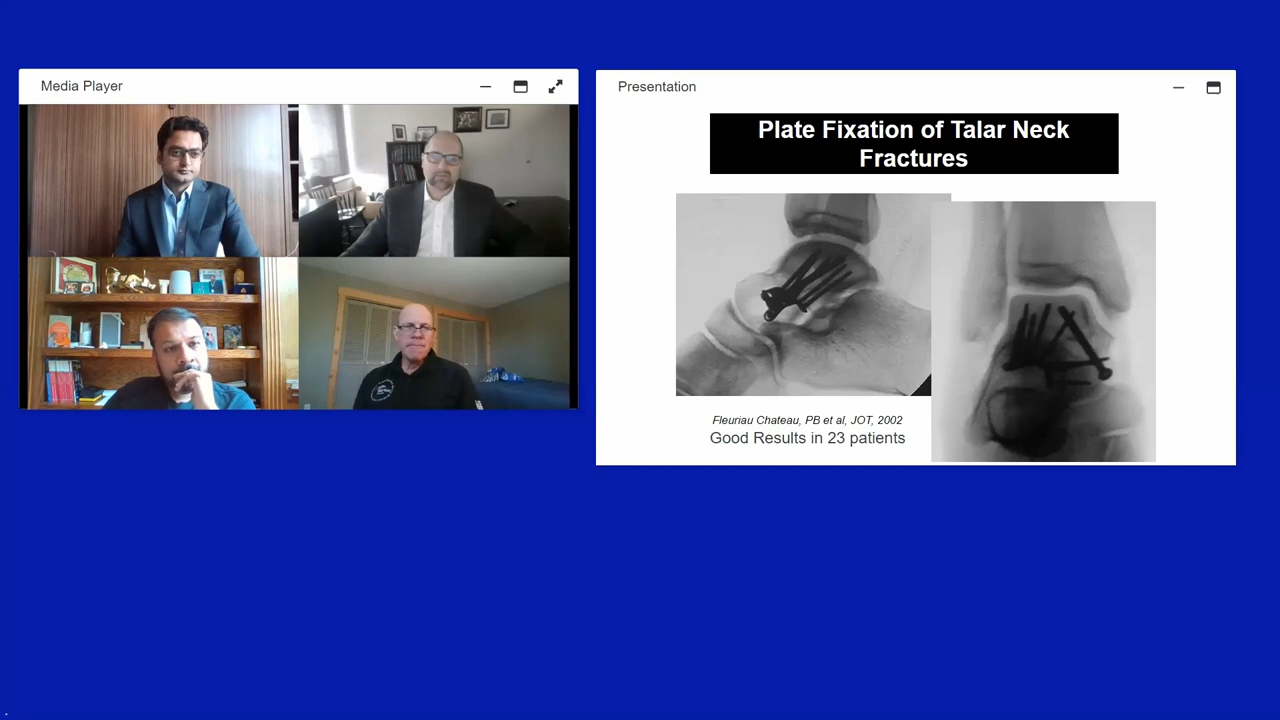 Media Player
Presentation
Plate Fixation of Talar Neck
Fractures
Fleuriau Chateau, PB et al, JOT, 2002
Good Results in 23 patients